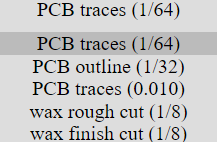 PCB traces (1/64)
PCB traces (1/64)
PCB outline (1/32)
PCB traces (0.010)
wax rough cut (1/8)
wax finish cut (1/8)